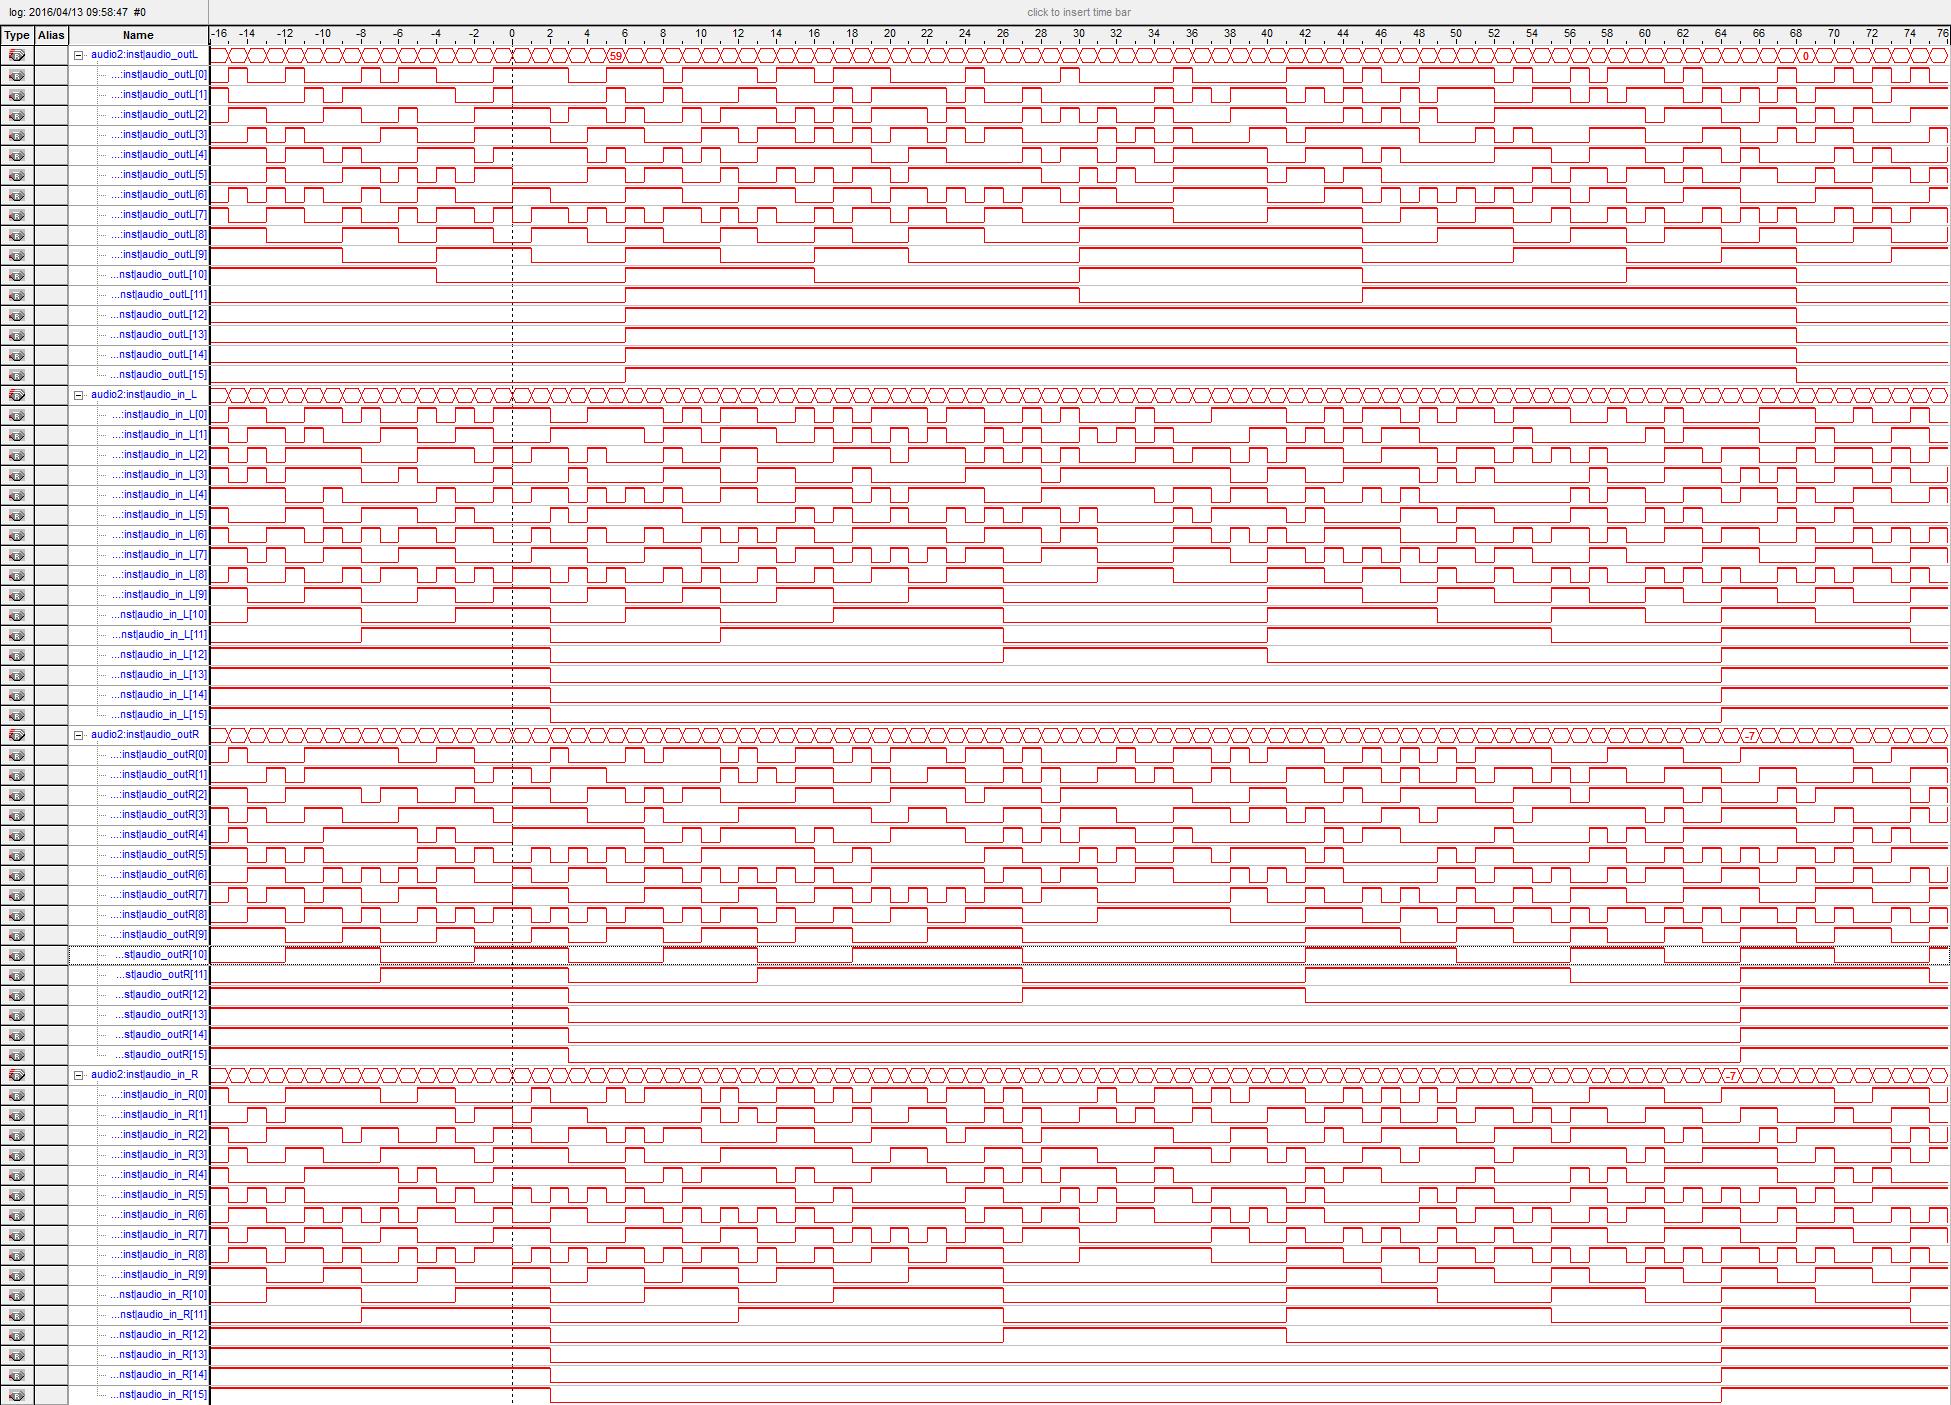 log: 2016/04/13 09:58:47 #0
click to insert time bar
Type Alias Name -16 -14 -12 -10 -8 -6 -4 -2 0 2 4 6 8 10 12 14 16 18 20 22 24 26 28 30 32 34 36 38 40 42 44 46 48 50 52 54 56 58 60 62 64 66 68 70 72 74 76
audio2:inst|audio_outL 59 0
...:inst|audio_outL[0]
...:inst|audio_outL[1]
...:inst|audio_outL[2]
...:inst|audio_outL[3]
...:inst|audio_outL[4]
...:inst|audio_outL[5]
...:inst|audio_outL[6]
...:inst|audio_outL[7]
...:inst|audio_outL[8]
...:inst|audio_outL[9]
...nst|audio_outL[10]
...nst|audio_outL[11]
...nst|audio_outL[12]
...nst|audio_outL[13]
...nst|audio_outL[14]
...nst|audio_outL[15]
audio2:inst|audio_in_L
...:inst|audio_in_L[0]
...:inst|audio_in_L[1]
...:inst|audio_in_L[2]
...:inst|audio_in_L[3]
...:inst|audio_in_L[4]
...:inst|audio_in_L[5]
...:inst|audio_in_L[6]
...:inst|audio_in_L[7]
...:inst|audio_in_L[8]
...:inst|audio_in_L[9]
...nst|audio_in_L[10]
...nst|audio_in_L[11]
...nst|audio_in_L[12]
...nst|audio_in_L[13]
...nst|audio_in_L[14]
...nst|audio_in_L[15]
audio2:inst|audio_outR -7
...:inst|audio_outR[0]
...:inst|audio_outR[1]
...:inst|audio_outR[2]
...:inst|audio_outR[3]
...:inst|audio_outR[4]
...:inst|audio_outR[5]
...:inst|audio_outR[6]
...:inst|audio_outR[7]
...:inst|audio_outR[8]
...:inst|audio_outR[9]
...st|audio_outR[10]
...st|audio_outR[11]
...st|audio_outR[12]
...st|audio_outR[13]
...st|audio_outR[14]
...st|audio_outR[15]
audio2:inst|audio_in_R -7
...:inst|audio_in_R[0]
...:inst|audio_in_R[1]
...:inst|audio_in_R[2]
...:inst|audio_in_R[3]
...:inst|audio_in_R[4]
...:inst|audio_in_R[5]
...:inst|audio_in_R[6]
...:inst|audio_in_R[7]
...:inst|audio_in_R[8]
...:inst|audio_in_R[9]
...nst|audio_in_R[10]
...nst|audio_in_R[11]
...nst|audio_in_R[12]
...nst|audio_in_R[13]
...nst|audio_in_R[14]
...nst|audio_in_R[15]